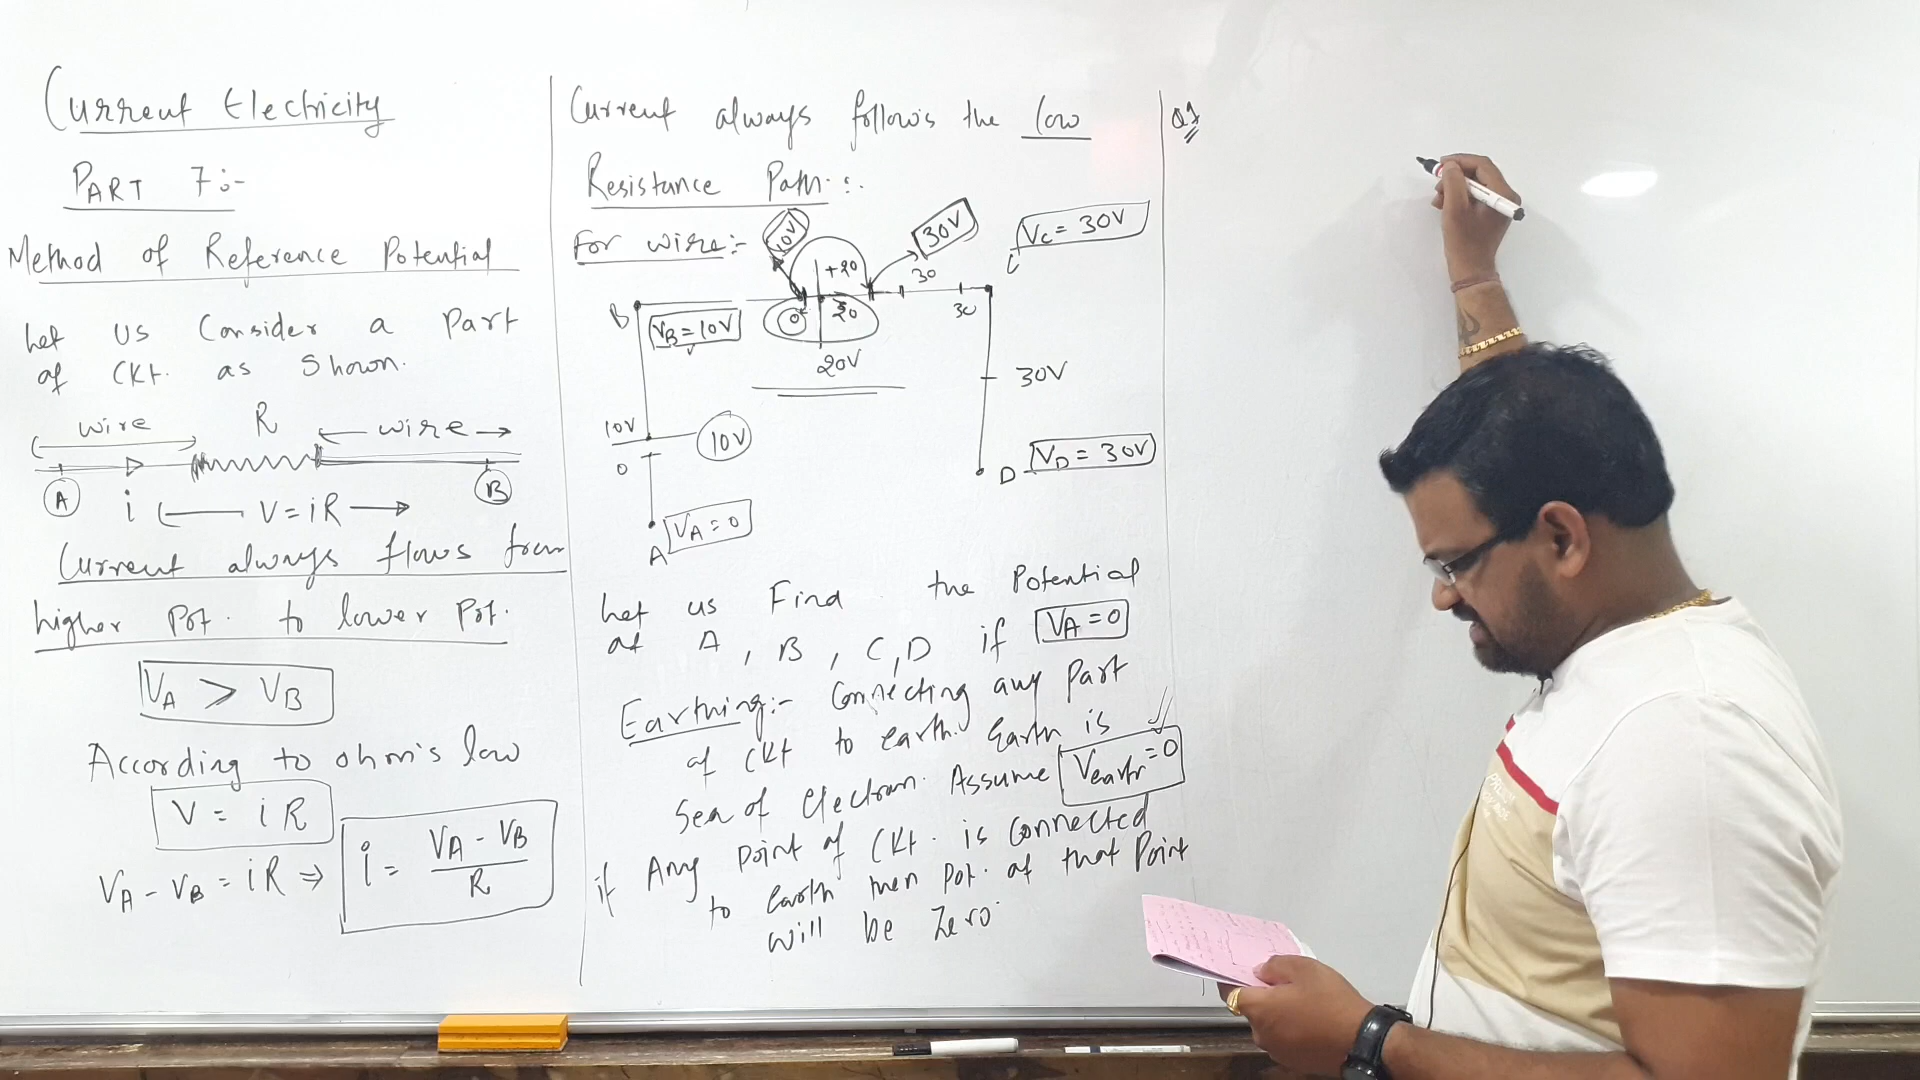 Current Electricity
PART 7:-
Method of Reference Potential
Let us Consider a Part
of CKt. as Shown.
wire R wire
A i V = iR B
Current always flows from
higher Pot. to lower Pot.
VA > VB
According to ohm's law
V = iR
VA - VB = iR ⇒ i = VA - VB / R
Current always follows the low
Resistance Path:.
For wire:-
10V
+20
30V
30
VC = 30V
B
VB = 10V
0
20V
30
30V
10V
10V
0
D VD = 30V
A VA = 0
Let us Find the Potential
at A, B, C, D if VA = 0
Earthing:- Connecting any Part
of CKt to earth. Earth is
Sea of Electron. Assume Vearth = 0
if Any Point of CKt. is Connected
to Earth then Pot. at that Point
will be Zero.
Q1